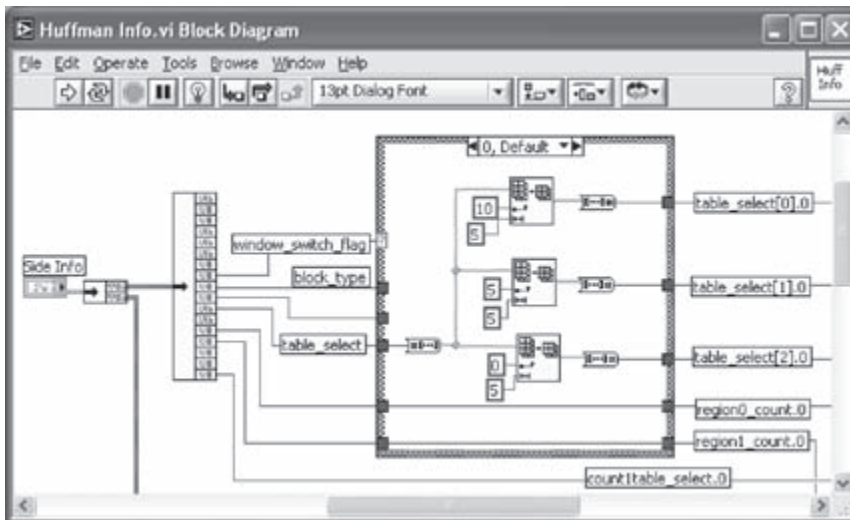 Huffman Info.vi Block Diagram
File Edit Operate Tools Browse Window Help
13pt Dialog Font
Huff
Info
0, Default
10
table_select[0].0
5
window_switch_flag
Side Info
block_type
5
table_select[1].0
5
table_select
0
table_select[2].0
5
region0_count.0
region1_count.0
count1table_select.0